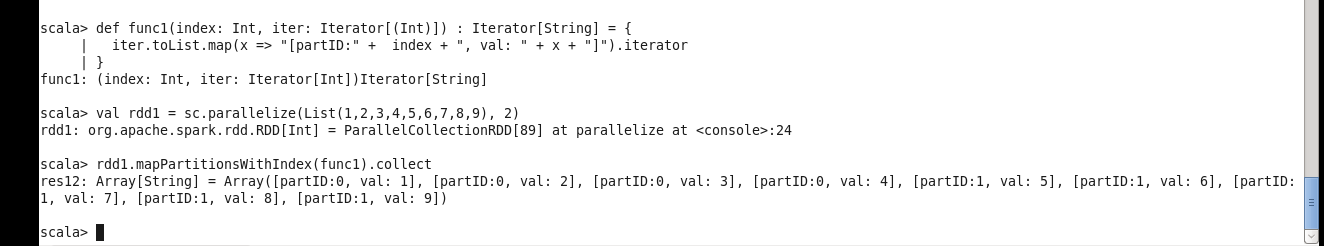 scala> def func1(index: Int, iter: Iterator[(Int)]) : Iterator[String] = {
     |   iter.toList.map(x => "[partID:" +  index + ", val: " + x + "]").iterator
     | }
func1: (index: Int, iter: Iterator[Int])Iterator[String]
scala> val rdd1 = sc.parallelize(List(1,2,3,4,5,6,7,8,9), 2)
rdd1: org.apache.spark.rdd.RDD[Int] = ParallelCollectionRDD[89] at parallelize at <console>:24
scala> rdd1.mapPartitionsWithIndex(func1).collect
res12: Array[String] = Array([partID:0, val: 1], [partID:0, val: 2], [partID:0, val: 3], [partID:0, val: 4], [partID:1, val: 5], [partID:1, val: 6], [partID:
1, val: 7], [partID:1, val: 8], [partID:1, val: 9])
scala>